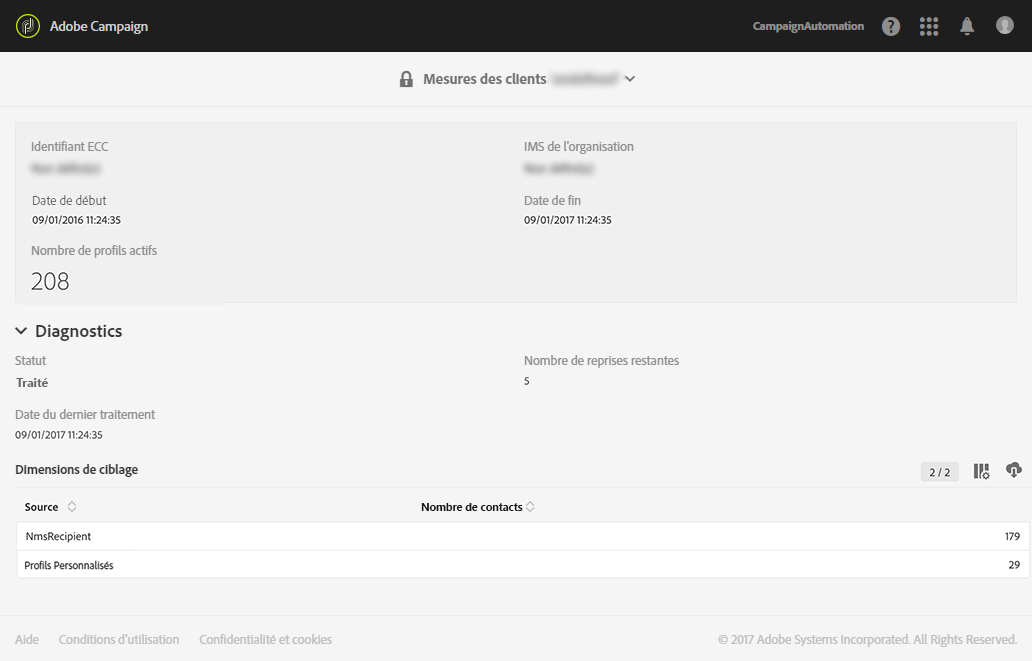 Adobe Campaign
CampaignAutomation
?
Mesures des clients
Identifiant ECC
IMS de l'organisation
Date de début
Date de fin
09/01/2016 11:24:35
09/01/2017 11:24:35
Nombre de profils actifs
208
Diagnostics
Statut
Nombre de reprises restantes
Traité
5
Date du dernier traitement
09/01/2017 11:24:35
Dimensions de ciblage
2 / 2
Source
Nombre de contacts
NmsRecipient
179
Profils Personnalisés
29
Aide
Conditions d'utilisation
Confidentialité et cookies
© 2017 Adobe Systems Incorporated. All Rights Reserved.